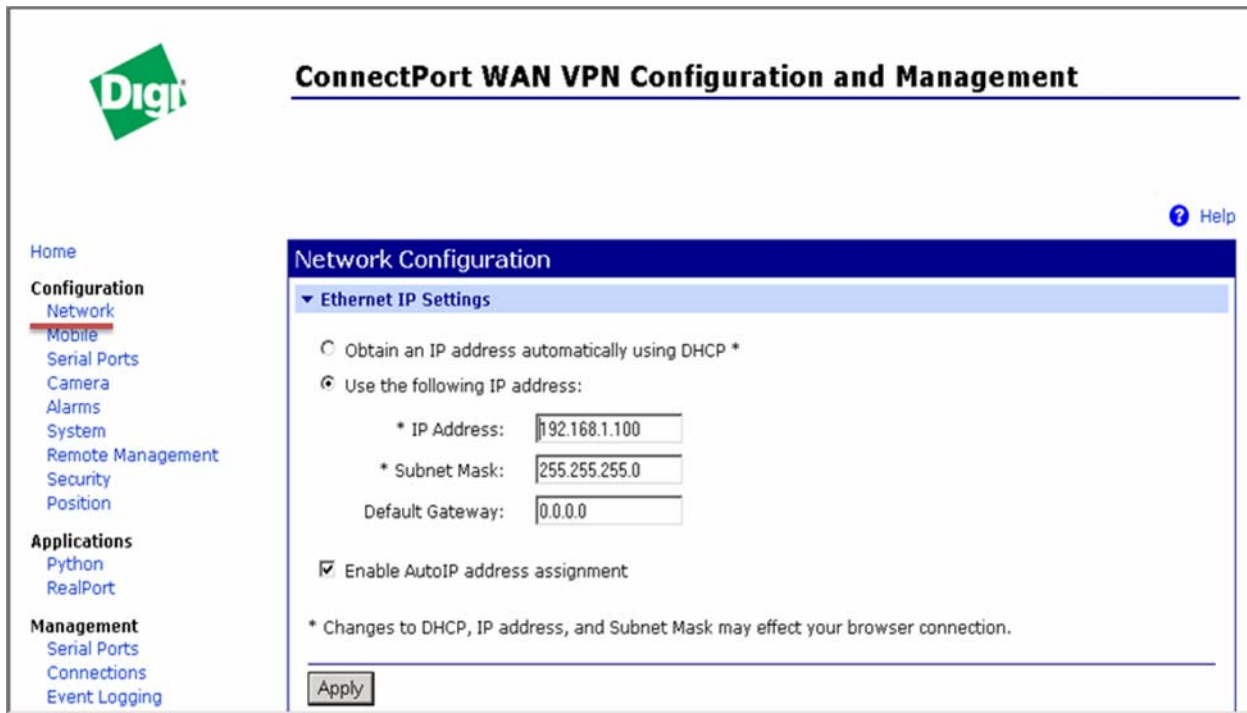 Digi
ConnectPort WAN VPN Configuration and Management
? Help
Home
Configuration
Network
Mobile
Serial Ports
Camera
Alarms
System
Remote Management
Security
Position
Applications
Python
RealPort
Management
Serial Ports
Connections
Event Logging
Network Configuration
Ethernet IP Settings
Obtain an IP address automatically using DHCP *
Use the following IP address:
* IP Address: 192.168.1.100
* Subnet Mask: 255.255.255.0
Default Gateway: 0.0.0.0
Enable AutoIP address assignment
* Changes to DHCP, IP address, and Subnet Mask may effect your browser connection.
Apply